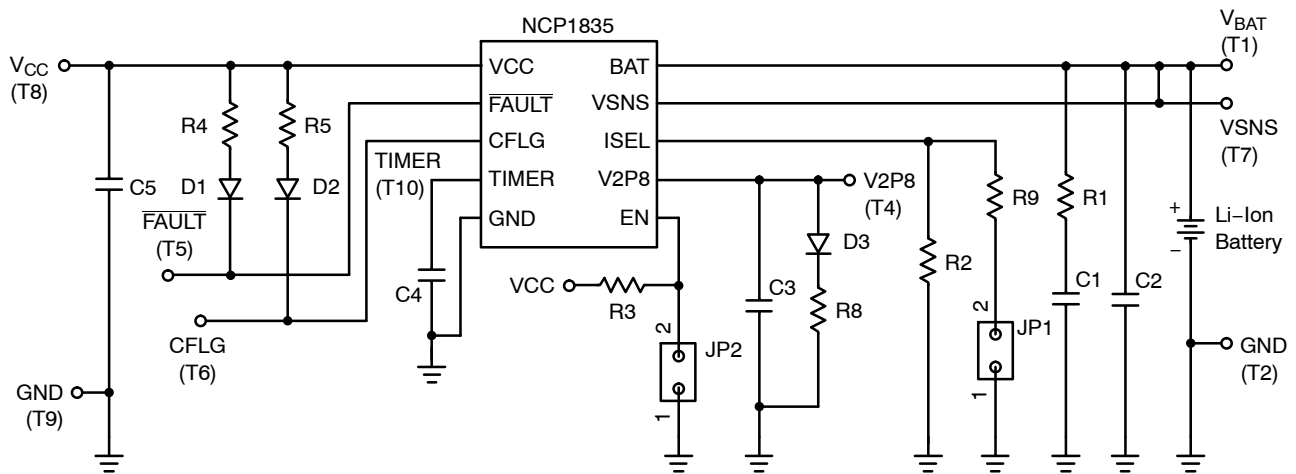 NCP1835
V_BAT
(T1)
V_CC
(T8)
VCC
BAT
FAULT
VSNS
VSNS
(T7)
R4
R5
CFLG
ISEL
TIMER
(T10)
TIMER
V2P8
V2P8
(T4)
C5
D1
D2
FAULT
(T5)
GND
EN
R9
R1
+
−
Li−Ion
Battery
D3
R2
C4
VCC
R3
C3
R8
C1
C2
CFLG
(T6)
2
JP2
1
2
JP1
1
GND
(T2)
GND
(T9)